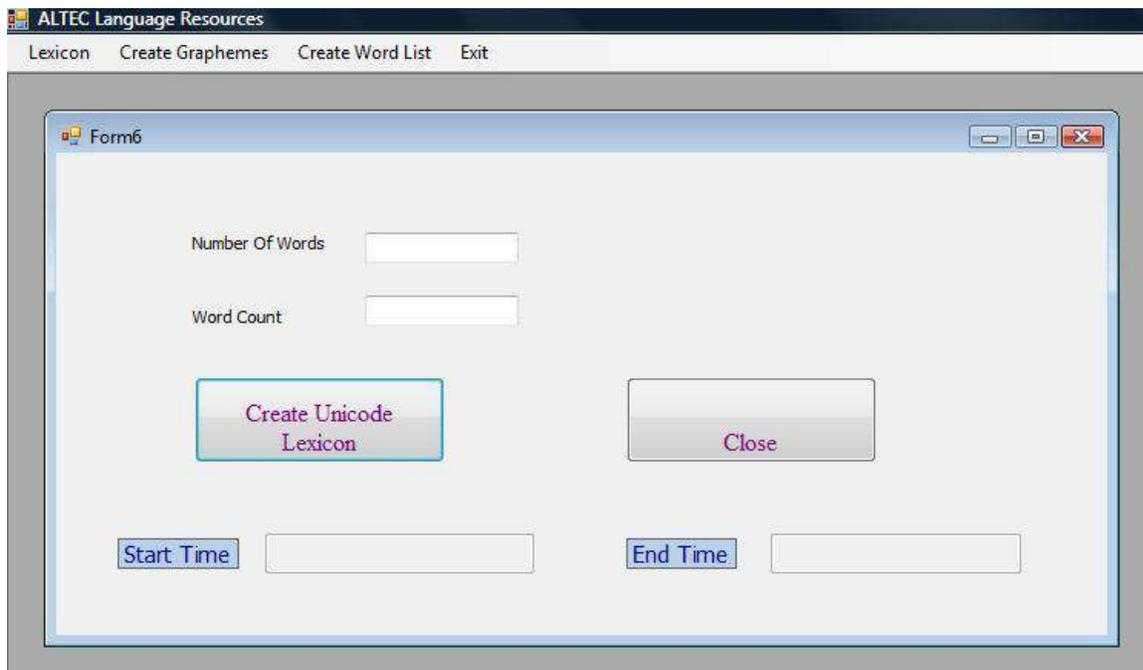 ALTEC Language Resources
Lexicon Create Graphemes Create Word List Exit
Form6
Number Of Words
Word Count
Create Unicode
Lexicon
Close
Start Time End Time